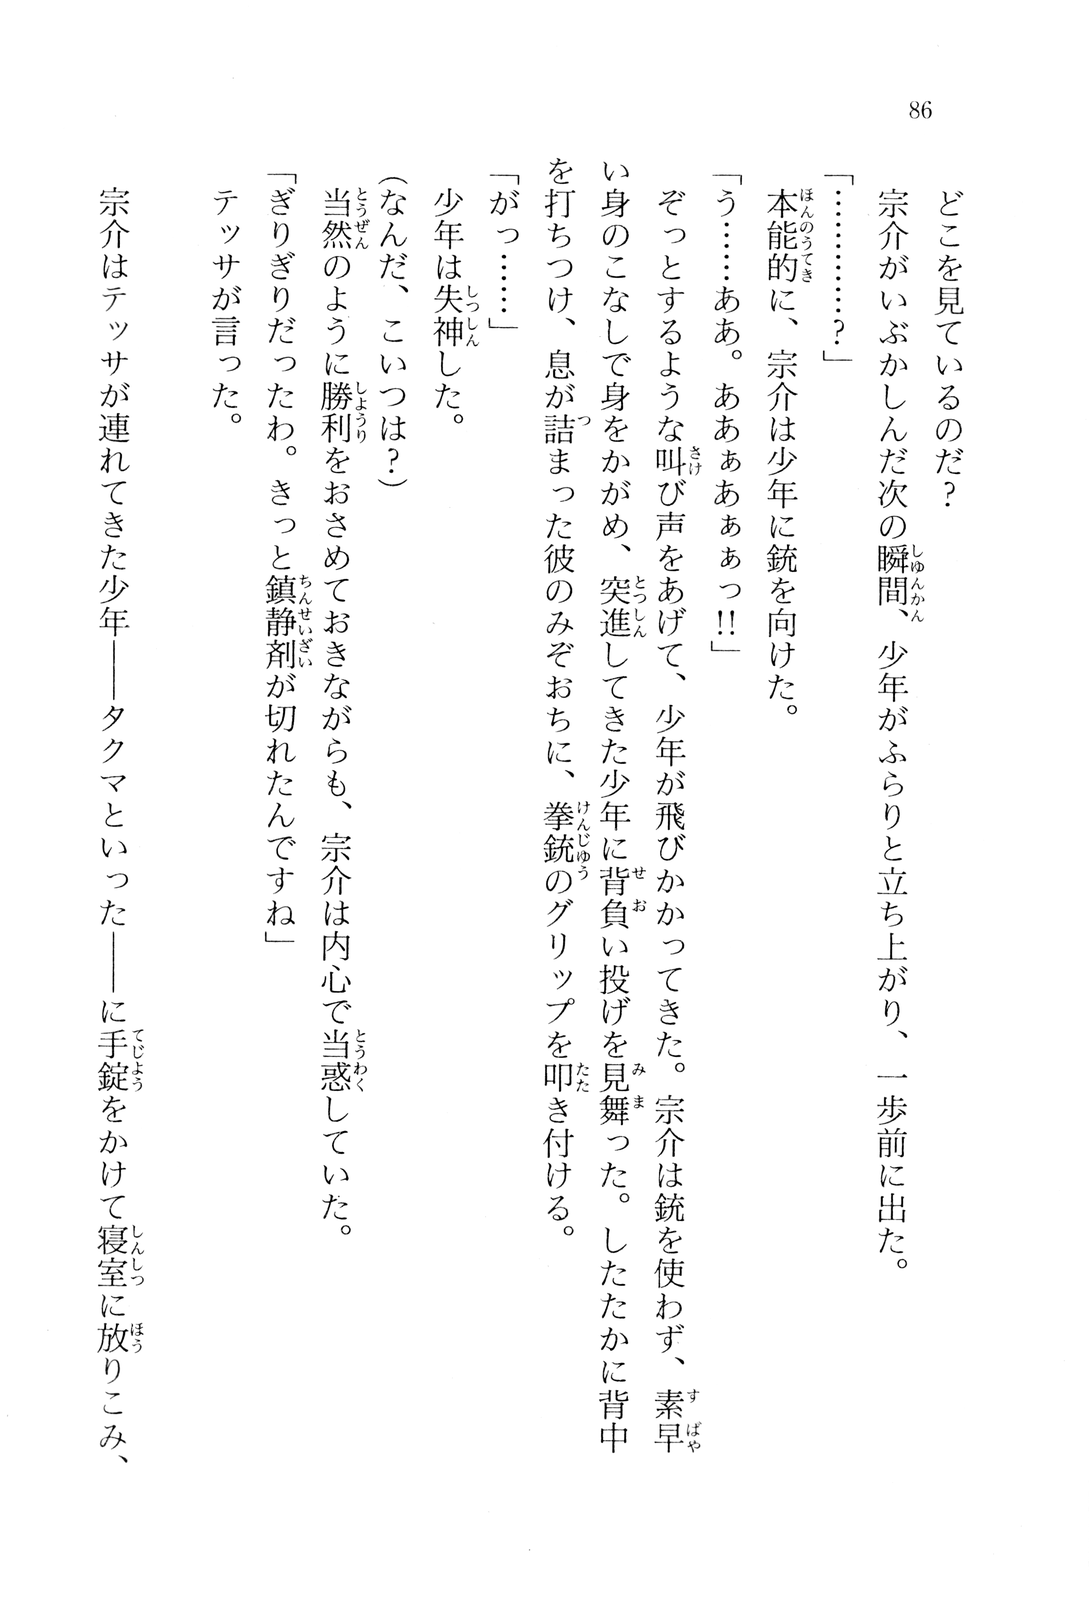 86
どこを見ているのだ？
宗介がいぶかしんだ次の瞬間、少年がふらりと立ち上がり、一歩前に出た。
「…………？」
本能的に、宗介は少年に銃を向けた。
「う……ああ。ああぁあぁぁっ!!」
ぞっとするような叫び声をあげて、少年が飛びかかってきた。宗介は銃を使わず、素早
い身のこなしで身をかがめ、突進してきた少年に背負い投げを見舞った。したたかに背中
を打ちつけ、息が詰まった彼のみぞおちに、拳銃のグリップを叩き付ける。
「がっ……」
少年は失神した。
（なんだ、こいつは？）
当然のように勝利をおさめておきながらも、宗介は内心で当惑していた。
「ぎりぎりだったわ。きっと鎮静剤が切れたんですね」
テッサが言った。
宗介はテッサが連れてきた少年――タクマといった――に手錠をかけて寝室に放りこみ、